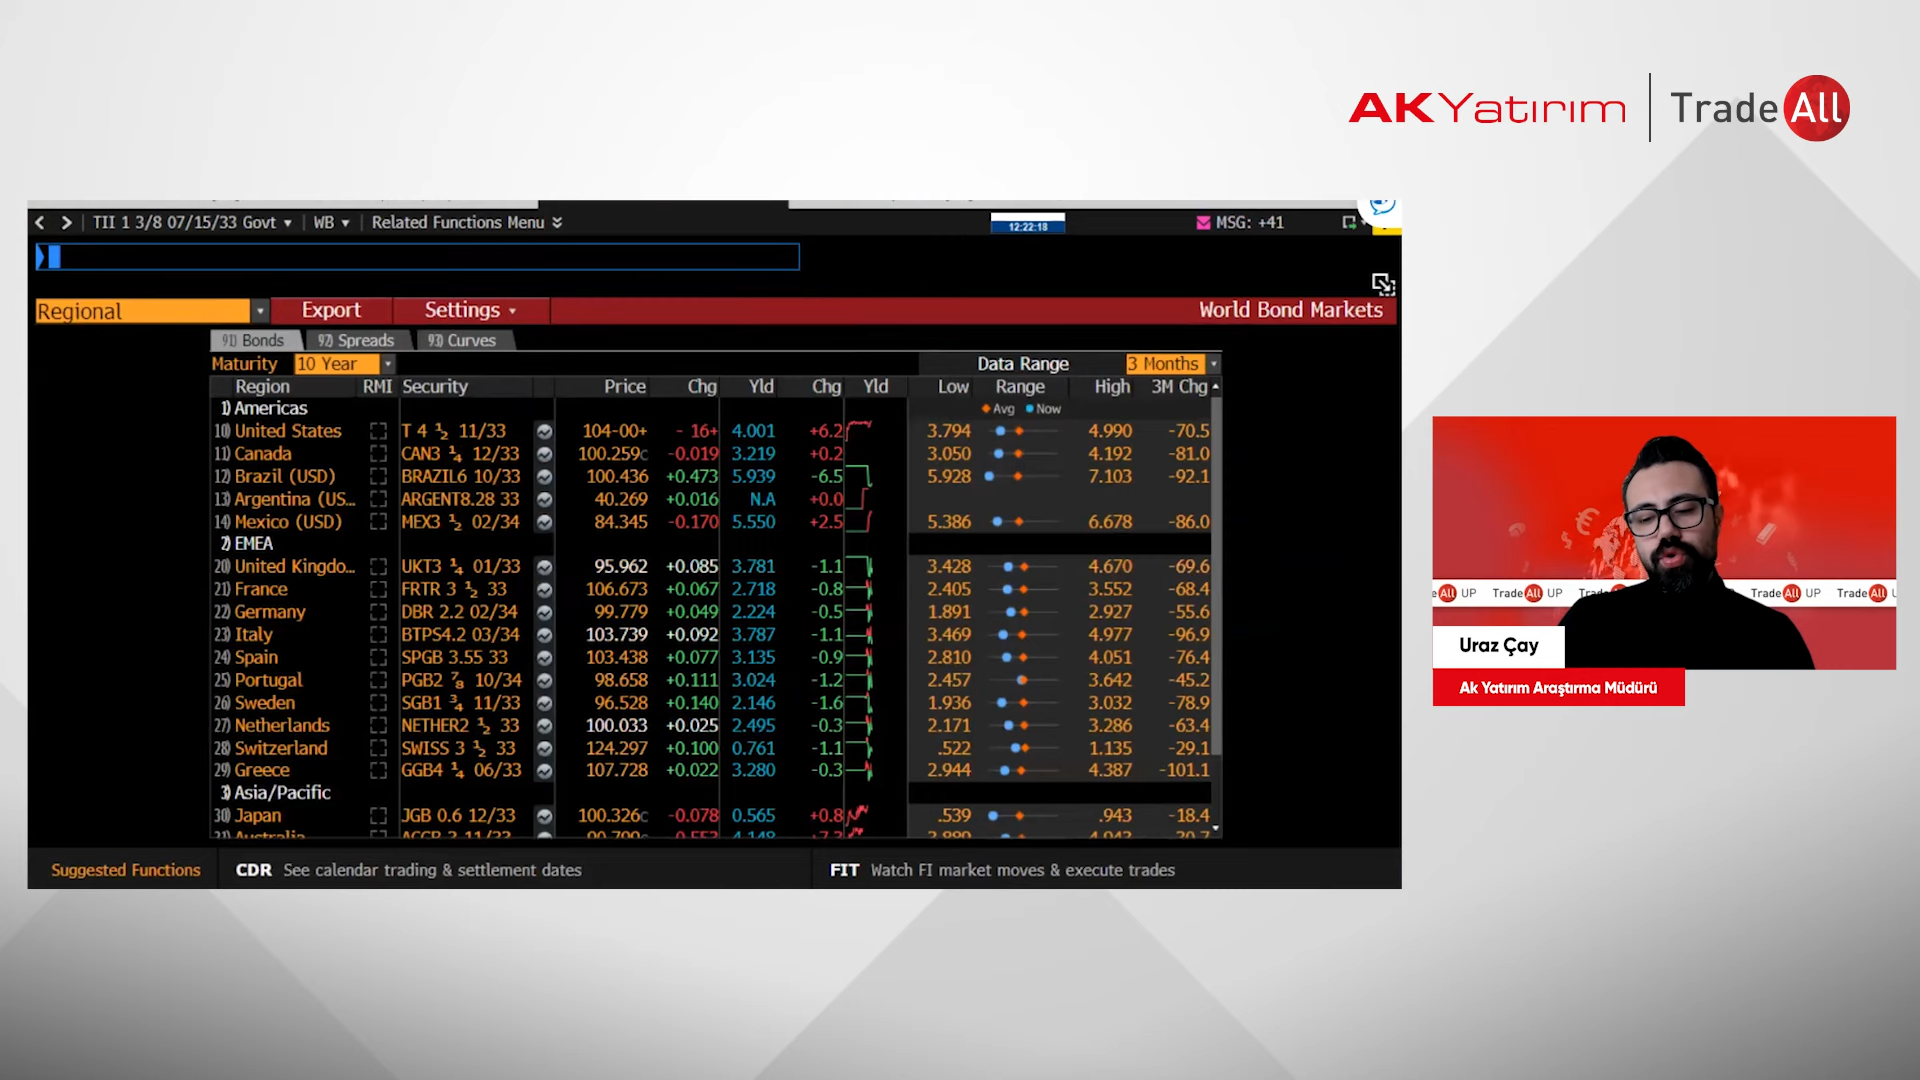 AKYatırım | TradeAll
TII 1 3/8 07/15/33 Govt WB Related Functions Menu 12:22:18 MSG: +41
Regional Export Settings World Bond Markets
91) Bonds 92) Spreads 93) Curves
Maturity 10 Year Data Range 3 Months
Region RMI Security Price Chg Yld Chg Yld Low Range High 3M Chg
1) Americas Avg Now
10) United States T 4 ½ 11/33 104-00+ - 16+ 4.001 +6.2 3.794 4.990 -70.5
11) Canada CAN3 ¼ 12/33 100.259c -0.019 3.219 +0.2 3.050 4.192 -81.0
12) Brazil (USD) BRAZIL6 10/33 100.436 +0.473 5.939 -6.5 5.928 7.103 -92.1
13) Argentina (US... ARGENT8.28 33 40.269 +0.016 N.A +0.0
14) Mexico (USD) MEX3 ½ 02/34 84.345 -0.170 5.550 +2.5 5.386 6.678 -86.0
2) EMEA
20) United Kingdo... UKT3 ¼ 01/33 95.962 +0.085 3.781 -1.1 3.428 4.670 -69.6
21) France FRTR 3 ½ 33 106.673 +0.067 2.718 -0.8 2.405 3.552 -68.4
22) Germany DBR 2.2 02/34 99.779 +0.049 2.224 -0.5 1.891 2.927 -55.6
23) Italy BTPS4.2 03/34 103.739 +0.092 3.787 -1.1 3.469 4.977 -96.9
24) Spain SPGB 3.55 33 103.438 +0.077 3.135 -0.9 2.810 4.051 -76.4
25) Portugal PGB2 ⅞ 10/34 98.658 +0.111 3.024 -1.2 2.457 3.642 -45.2
26) Sweden SGB1 ¾ 11/33 96.528 +0.140 2.146 -1.6 1.936 3.032 -78.9
27) Netherlands NETHER2 ½ 33 100.033 +0.025 2.495 -0.3 2.171 3.286 -63.4
28) Switzerland SWISS 3 ½ 33 124.297 +0.100 0.761 -1.1 .522 1.135 -29.1
29) Greece GGB4 ¼ 06/33 107.728 +0.022 3.280 -0.3 2.944 4.387 -101.1
3) Asia/Pacific
30) Japan JGB 0.6 12/33 100.326c -0.078 0.565 +0.8 .539 .943 -18.4
Suggested Functions CDR See calendar trading & settlement dates FIT Watch FI market moves & execute trades
All UP TradeAll UP TradeAll UP TradeAll
Uraz Çay
Ak Yatırım Araştırma Müdürü